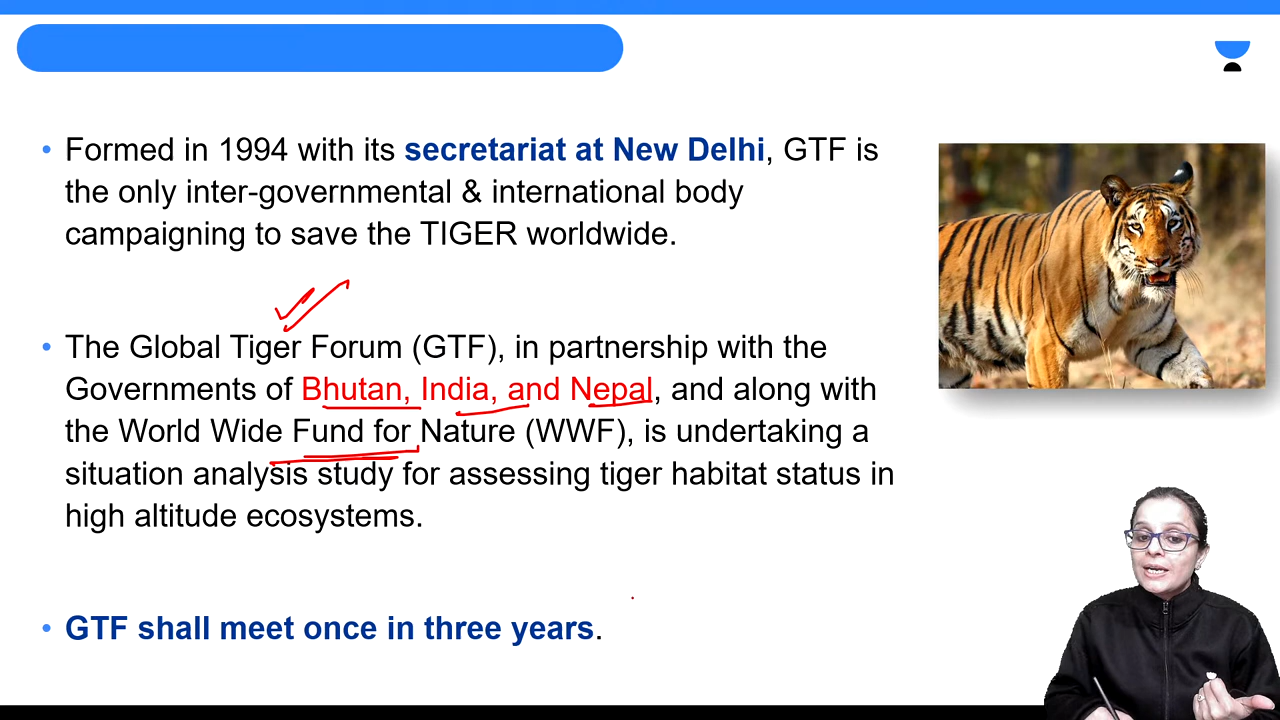 • Formed in 1994 with its secretariat at New Delhi, GTF is
the only inter-governmental & international body
campaigning to save the TIGER worldwide.
• The Global Tiger Forum (GTF), in partnership with the
Governments of Bhutan, India, and Nepal, and along with
the World Wide Fund for Nature (WWF), is undertaking a
situation analysis study for assessing tiger habitat status in
high altitude ecosystems.
• GTF shall meet once in three years.